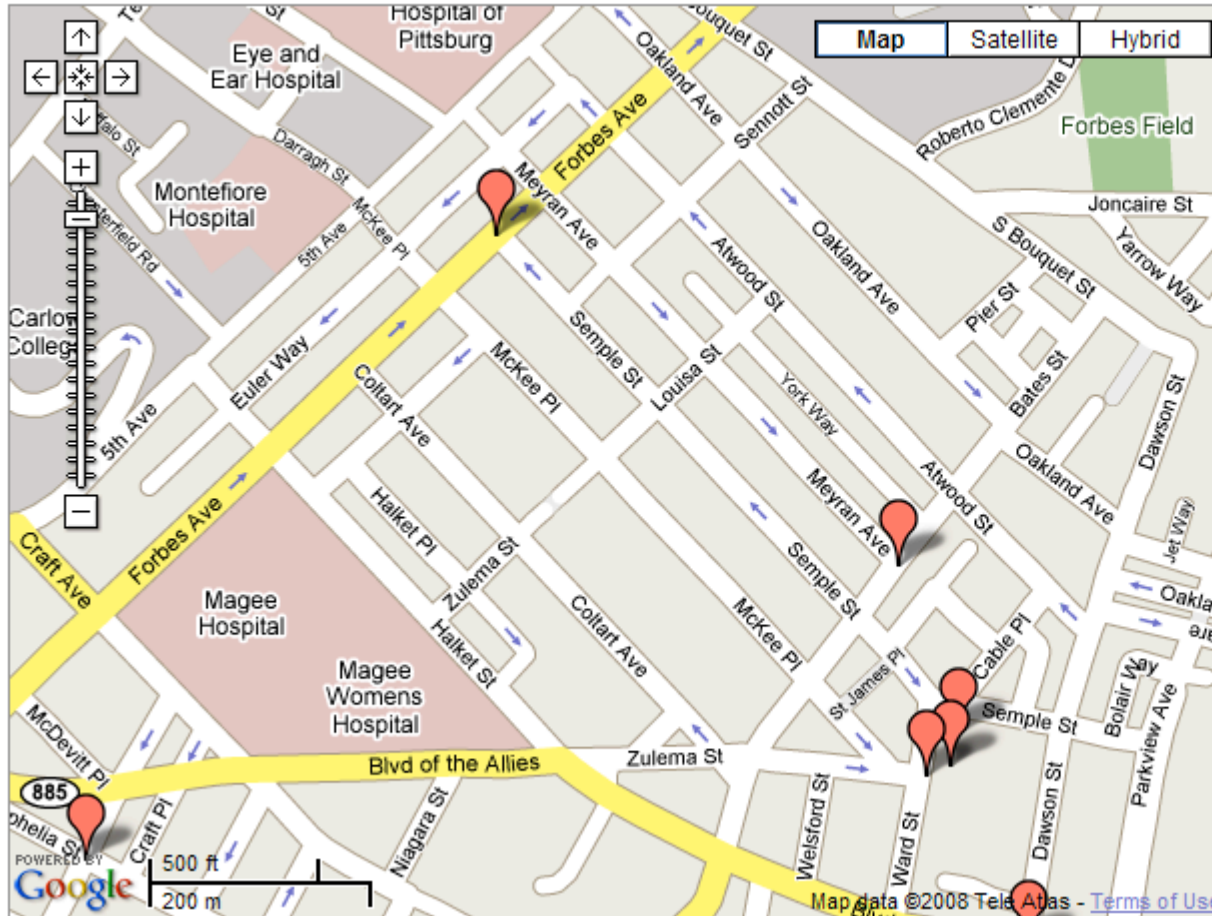 Hospital of
Pittsburg
Bouquet St
Map
Satellite
Hybrid
Eye and
Ear Hospital
Oakland Ave
Sennott St
Roberto Clemente D
Forbes Field
Darragh St
Forbes Ave
Montefiore
Hospital
McKee Pl
Meyran Ave
5th Ave
Joncaire St
Yarrow Way
S Bouquet St
Atwood St
Oakland Ave
Pier St
Carlow
College
Euler Way
Semple St
McKee Pl
Louisa St
York Way
Bates St
Coltart Ave
5th Ave
Dawson St
Oakland Ave
Atwood St
Meyran Ave
Halket Pl
Forbes Ave
Craft Ave
Zulema St
Semple St
Jet Way
Magee
Hospital
Coltart Ave
McKee Pl
Cable Pl
Halket St
St James Pl
Magee
Womens
Hospital
Semple St
Bolair Way
Parkview Ave
McDevitt Pl
Blvd of the Allies
Zulema St
885
Craft Pl
Niagara St
Welsford St
Ward St
Dawson St
phelia St
POWERED BY
Google
500 ft
200 m
Map data ©2008 Tele Atlas - Terms of Use